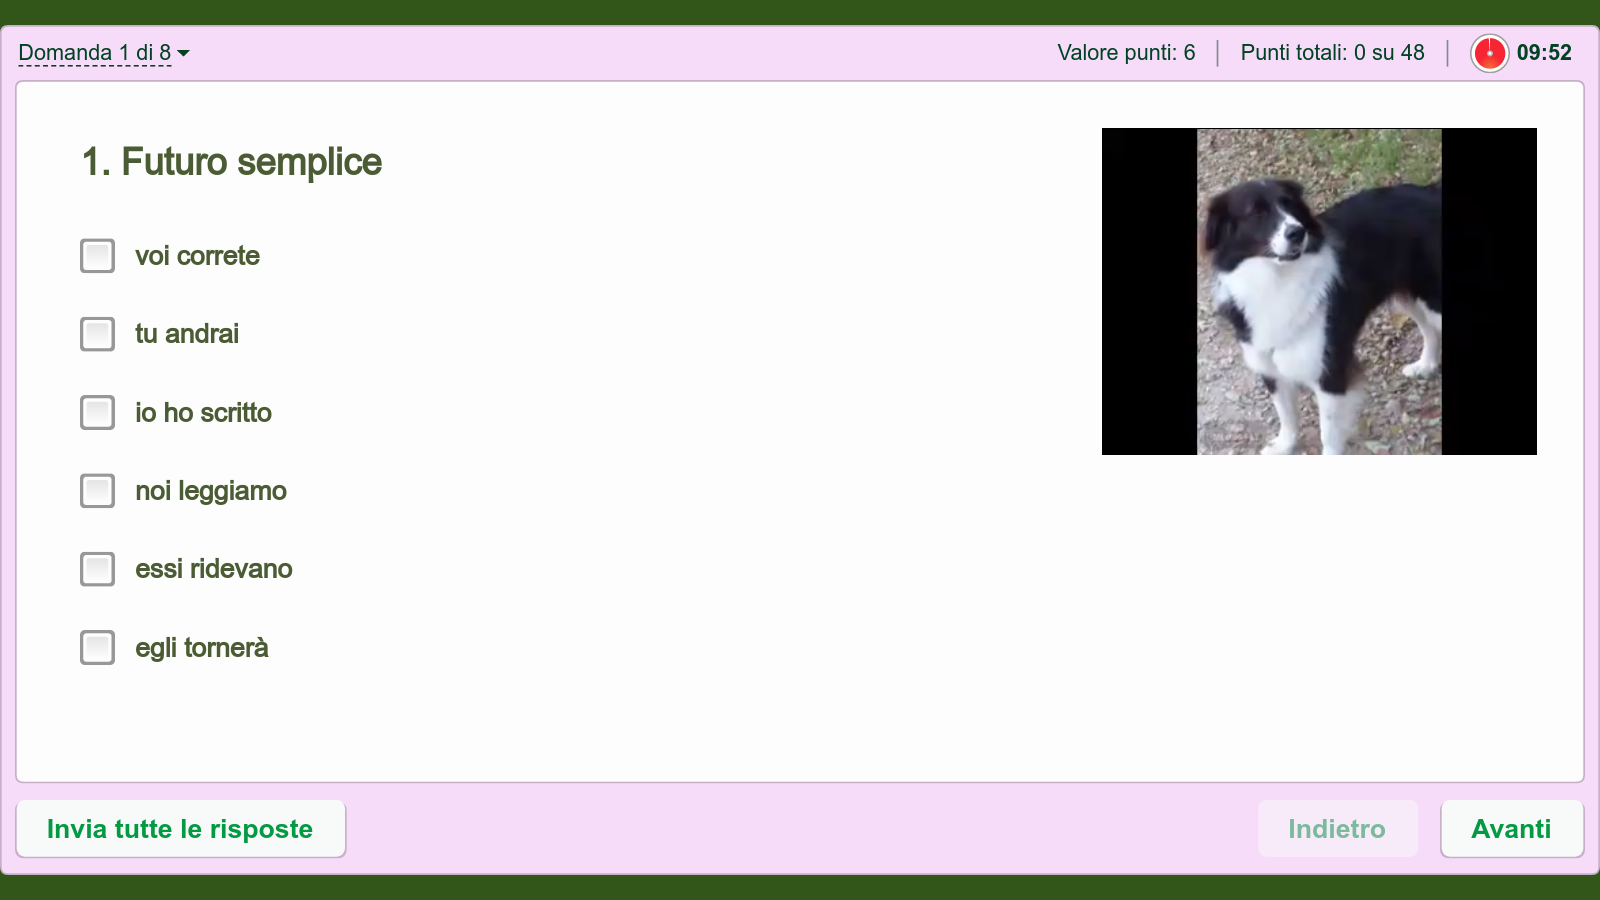 Domanda 1 di 8
Valore punti: 6
Punti totali: 0 su 48
09:52
1. Futuro semplice
voi correte
tu andrai
io ho scritto
noi leggiamo
essi ridevano
egli tornerà
Invia tutte le risposte
Indietro
Avanti